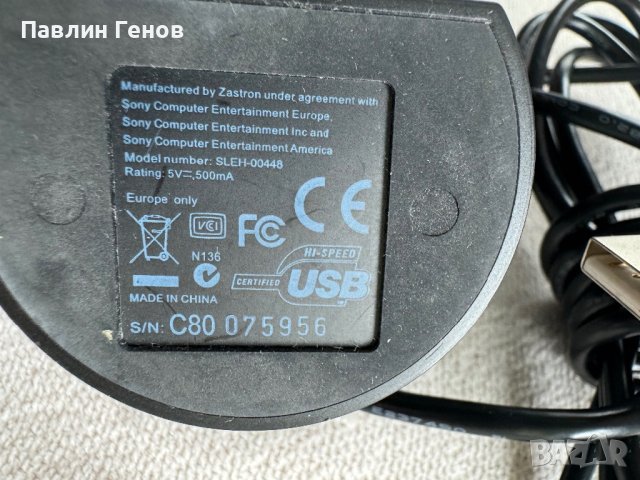 Павлин Генов
Manufactured by Zastron under agreement with
Sony Computer Entertainment Europe,
Sony Computer Entertainment Inc and
Sony Computer Entertainment America
Model number: SLEH-00448
Rating: 5V⎓,500mA
Europe only
VCCI
FC
CE
N136
HI-SPEED
CERTIFIED USB
MADE IN CHINA
S/N: C80 075956
BAZAR